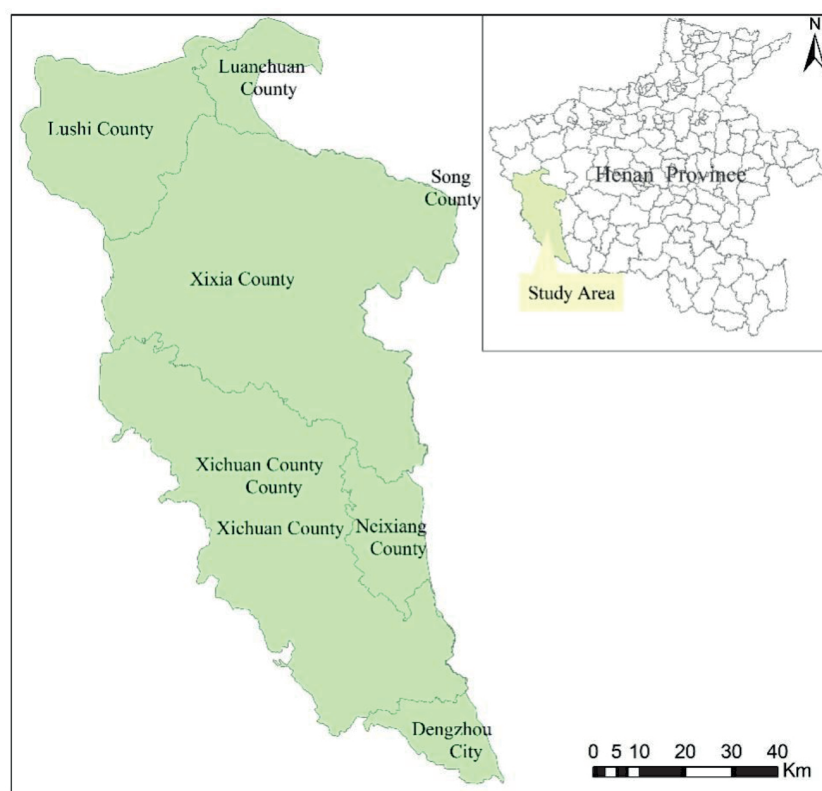 Luanchuan
County
Lushi County
Song
County
Xixia County
Xichuan County
County
Xichuan County
Neixiang
County
Dengzhou
City
N
Henan Province
Study Area
0 5 10 20 30 40
Km